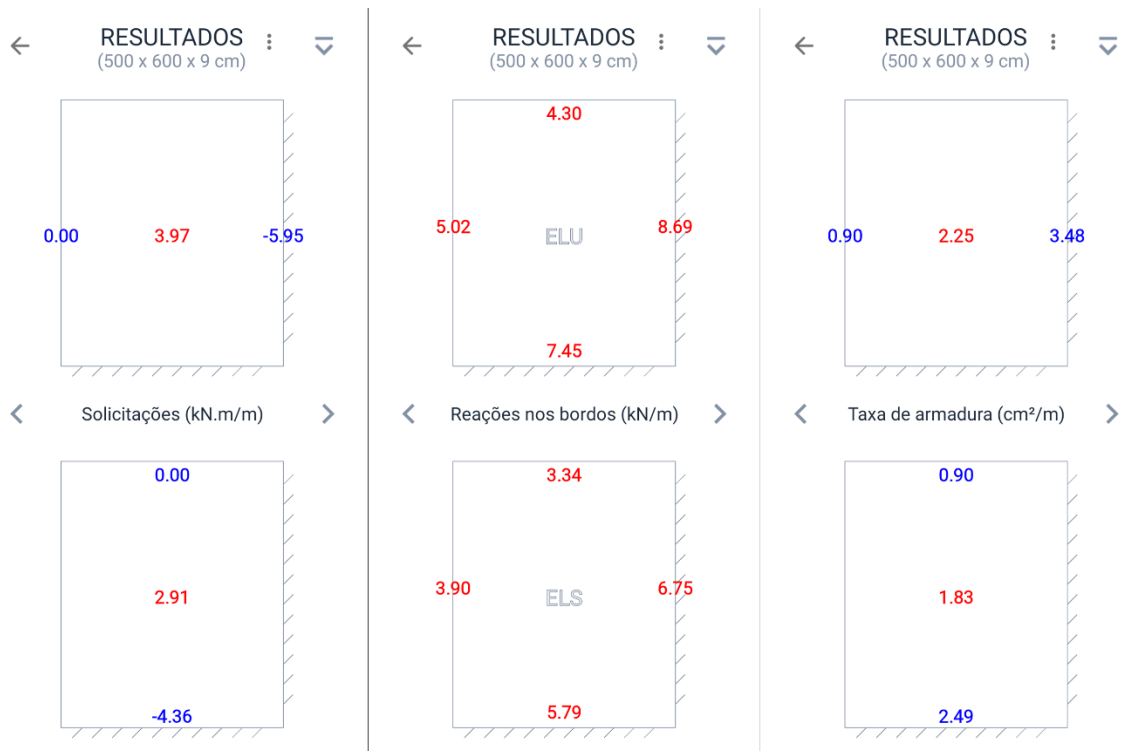 RESULTADOS
(500 x 600 x 9 cm)
0.00 3.97 -5.95
Solicitações (kN.m/m)
0.00
2.91
-4.36
RESULTADOS
(500 x 600 x 9 cm)
4.30
5.02 ELU 8.69
7.45
Reações nos bordos (kN/m)
3.34
3.90 ELS 6.75
5.79
RESULTADOS
(500 x 600 x 9 cm)
0.90 2.25 3.48
Taxa de armadura (cm²/m)
0.90
1.83
2.49